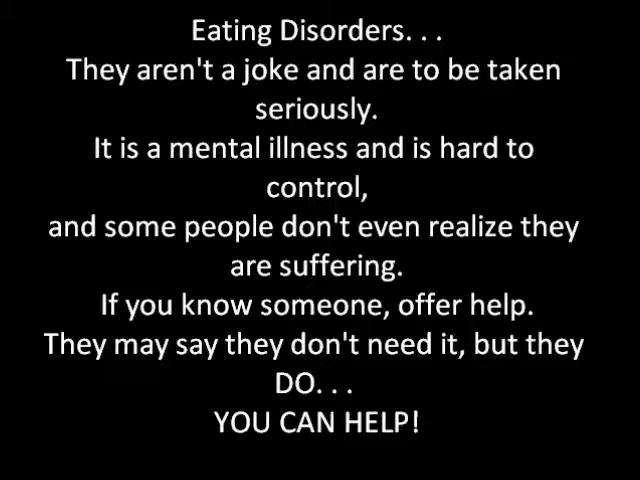 Eating Disorders. . .
They aren't a joke and are to be taken
seriously.
It is a mental illness and is hard to
control,
and some people don't even realize they
are suffering.
If you know someone, offer help.
They may say they don't need it, but they
DO. . .
YOU CAN HELP!